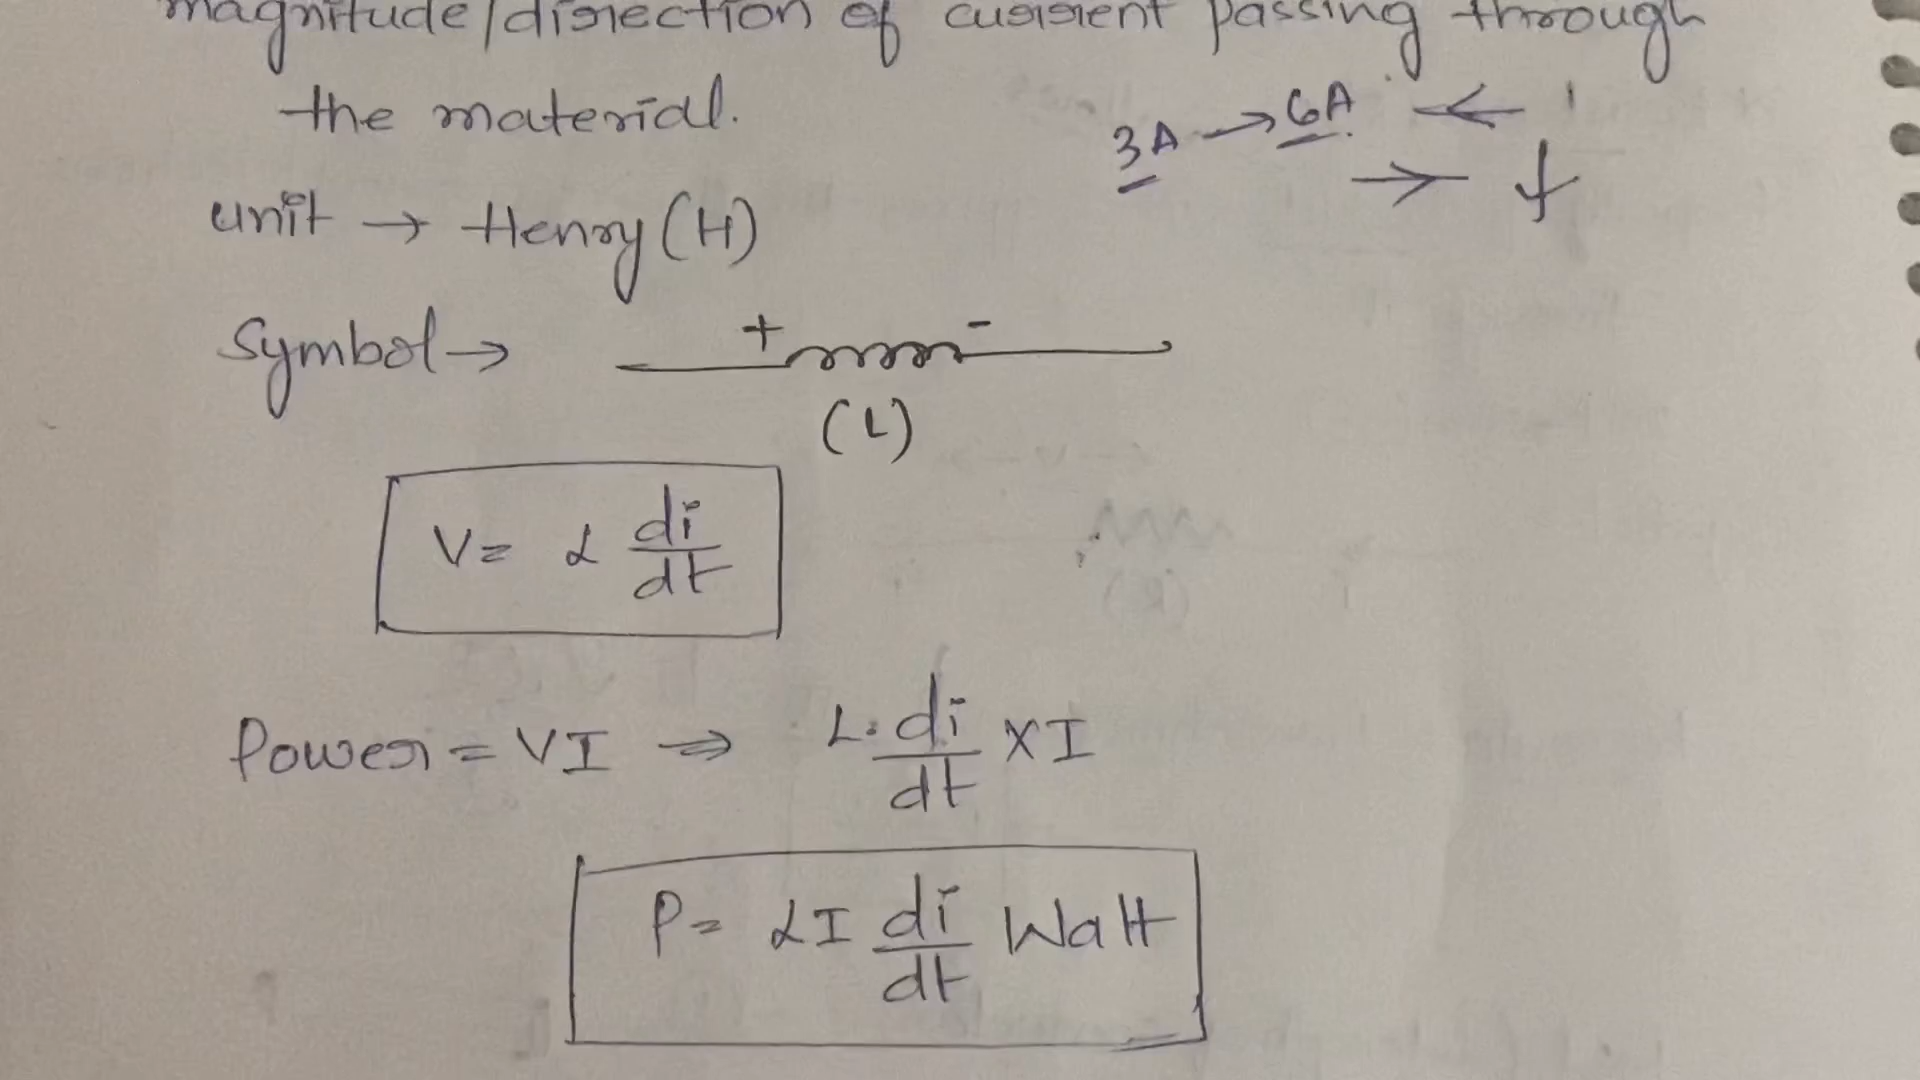 magnitude/direction of current passing through
the material.
3A → 6A
unit → Henry (H)
Symbol →
+ -
(L)
V = L di/dt
Power = VI ⇒ L. di/dt × I
P = LI di/dt Watt